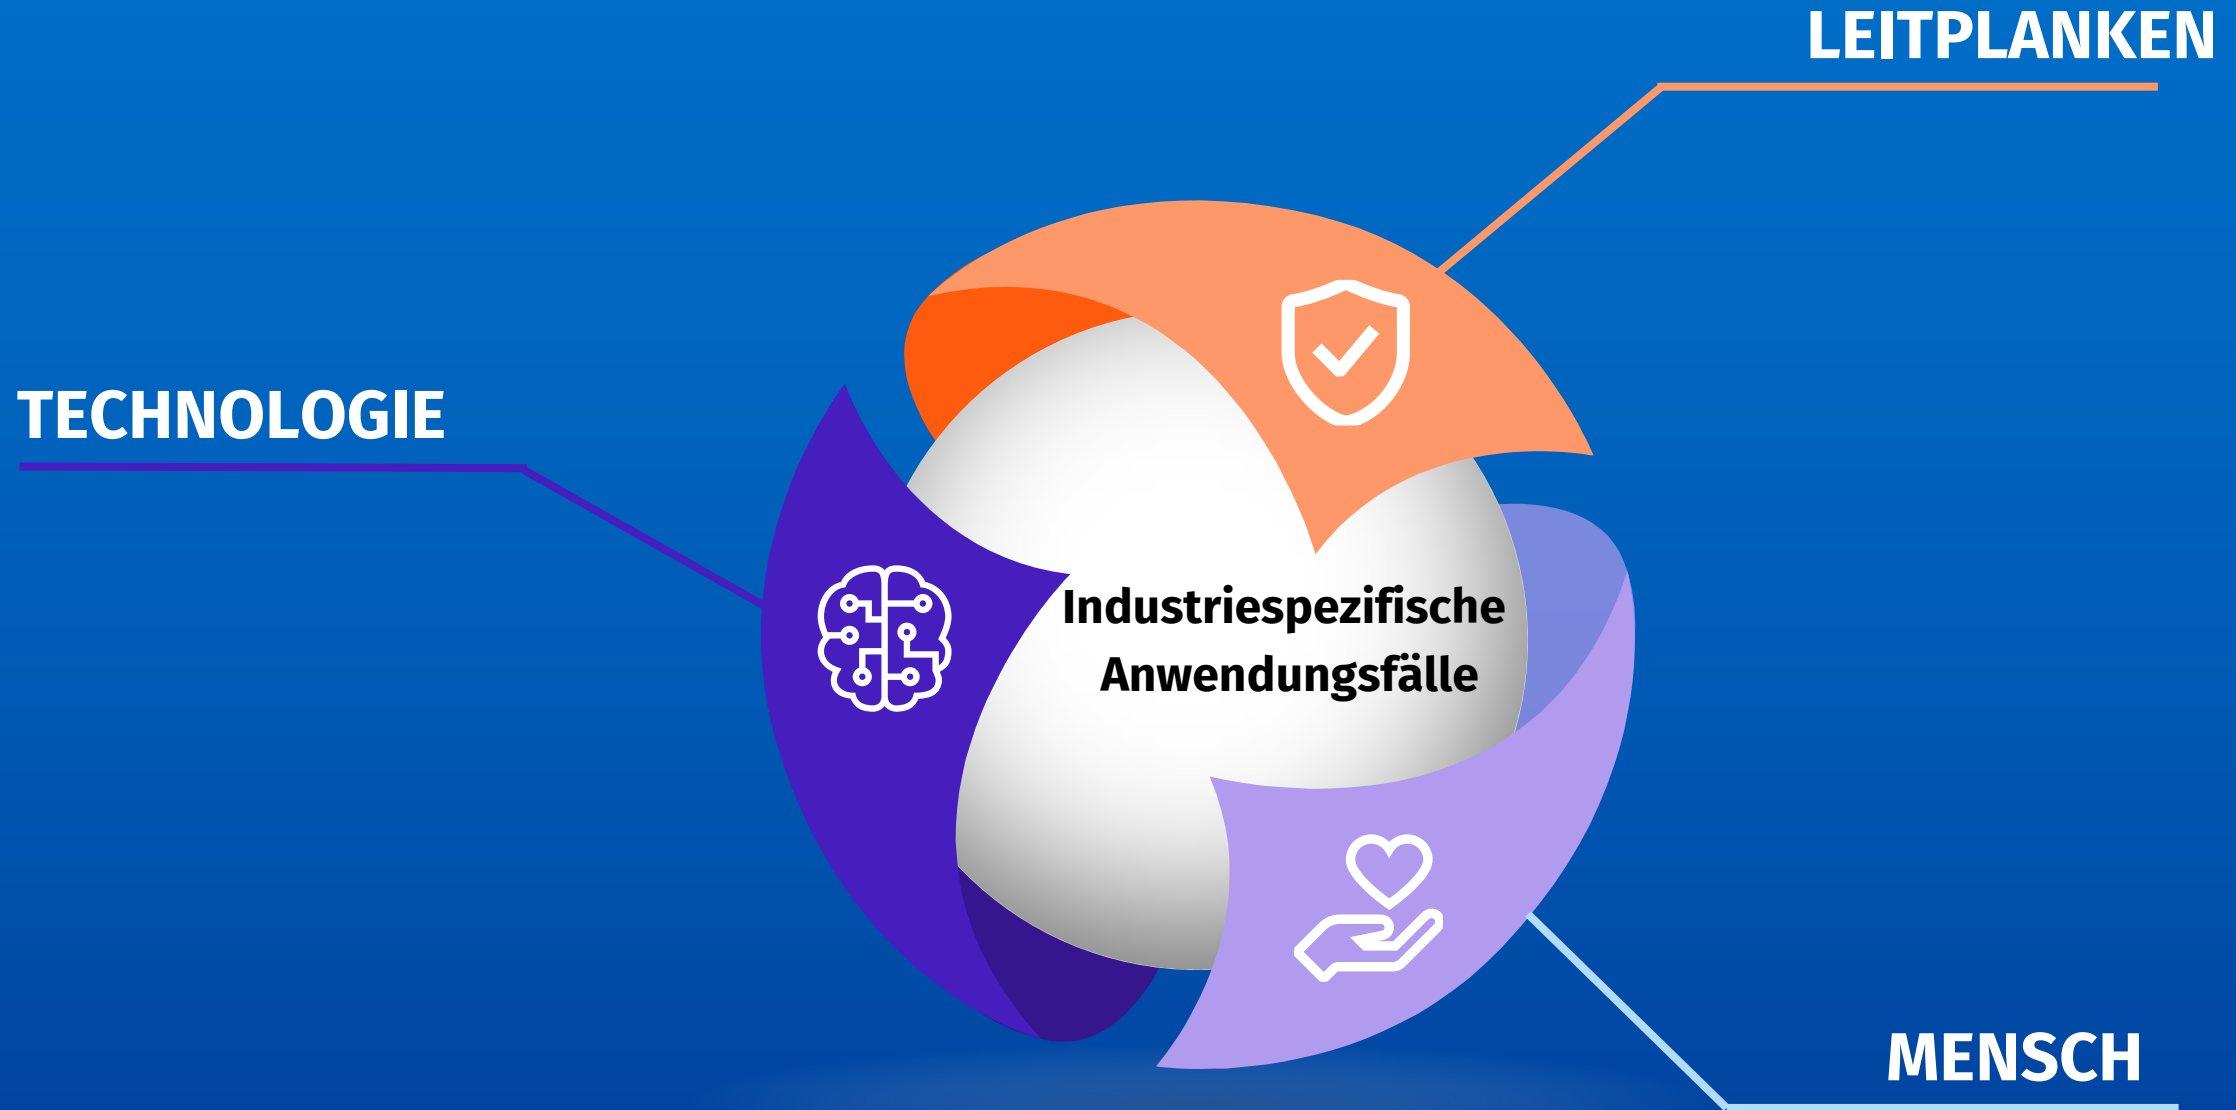 LEITPLANKEN
TECHNOLOGIE
Industriespezifische
Anwendungsfälle
MENSCH